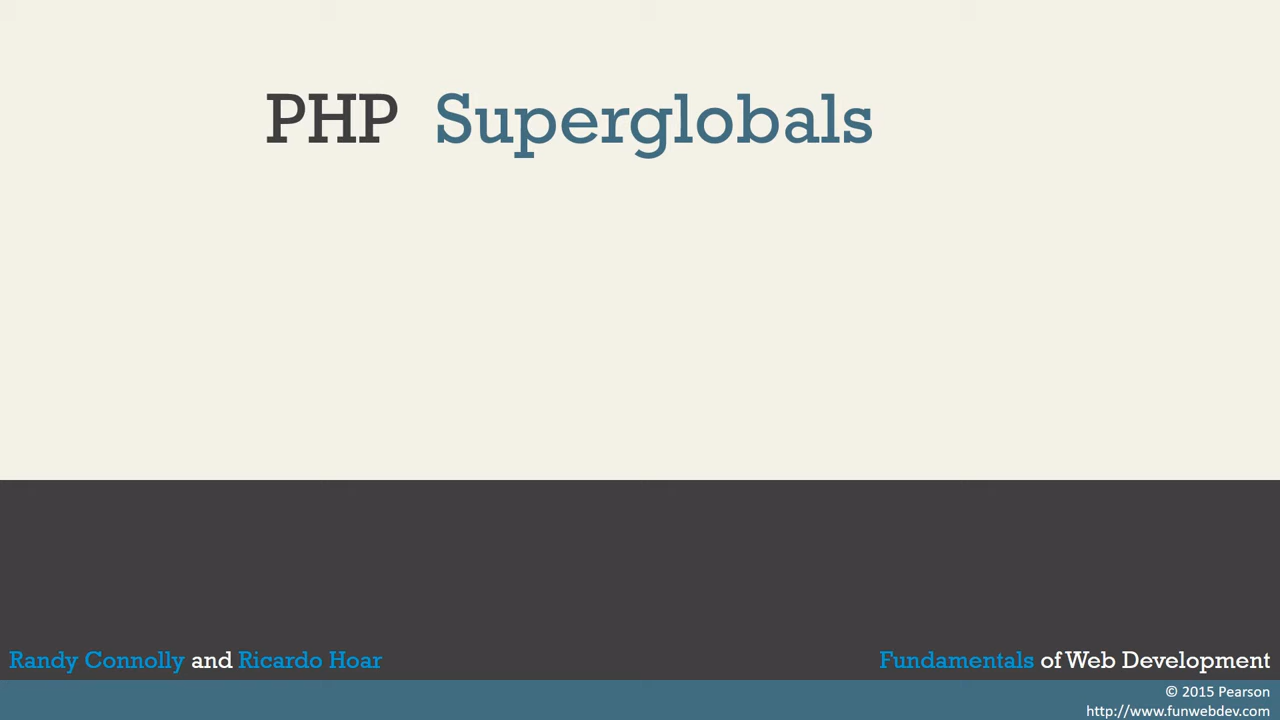 PHP Superglobals
Randy Connolly and Ricardo Hoar
Fundamentals of Web Development
© 2015 Pearson
http://www.funwebdev.com